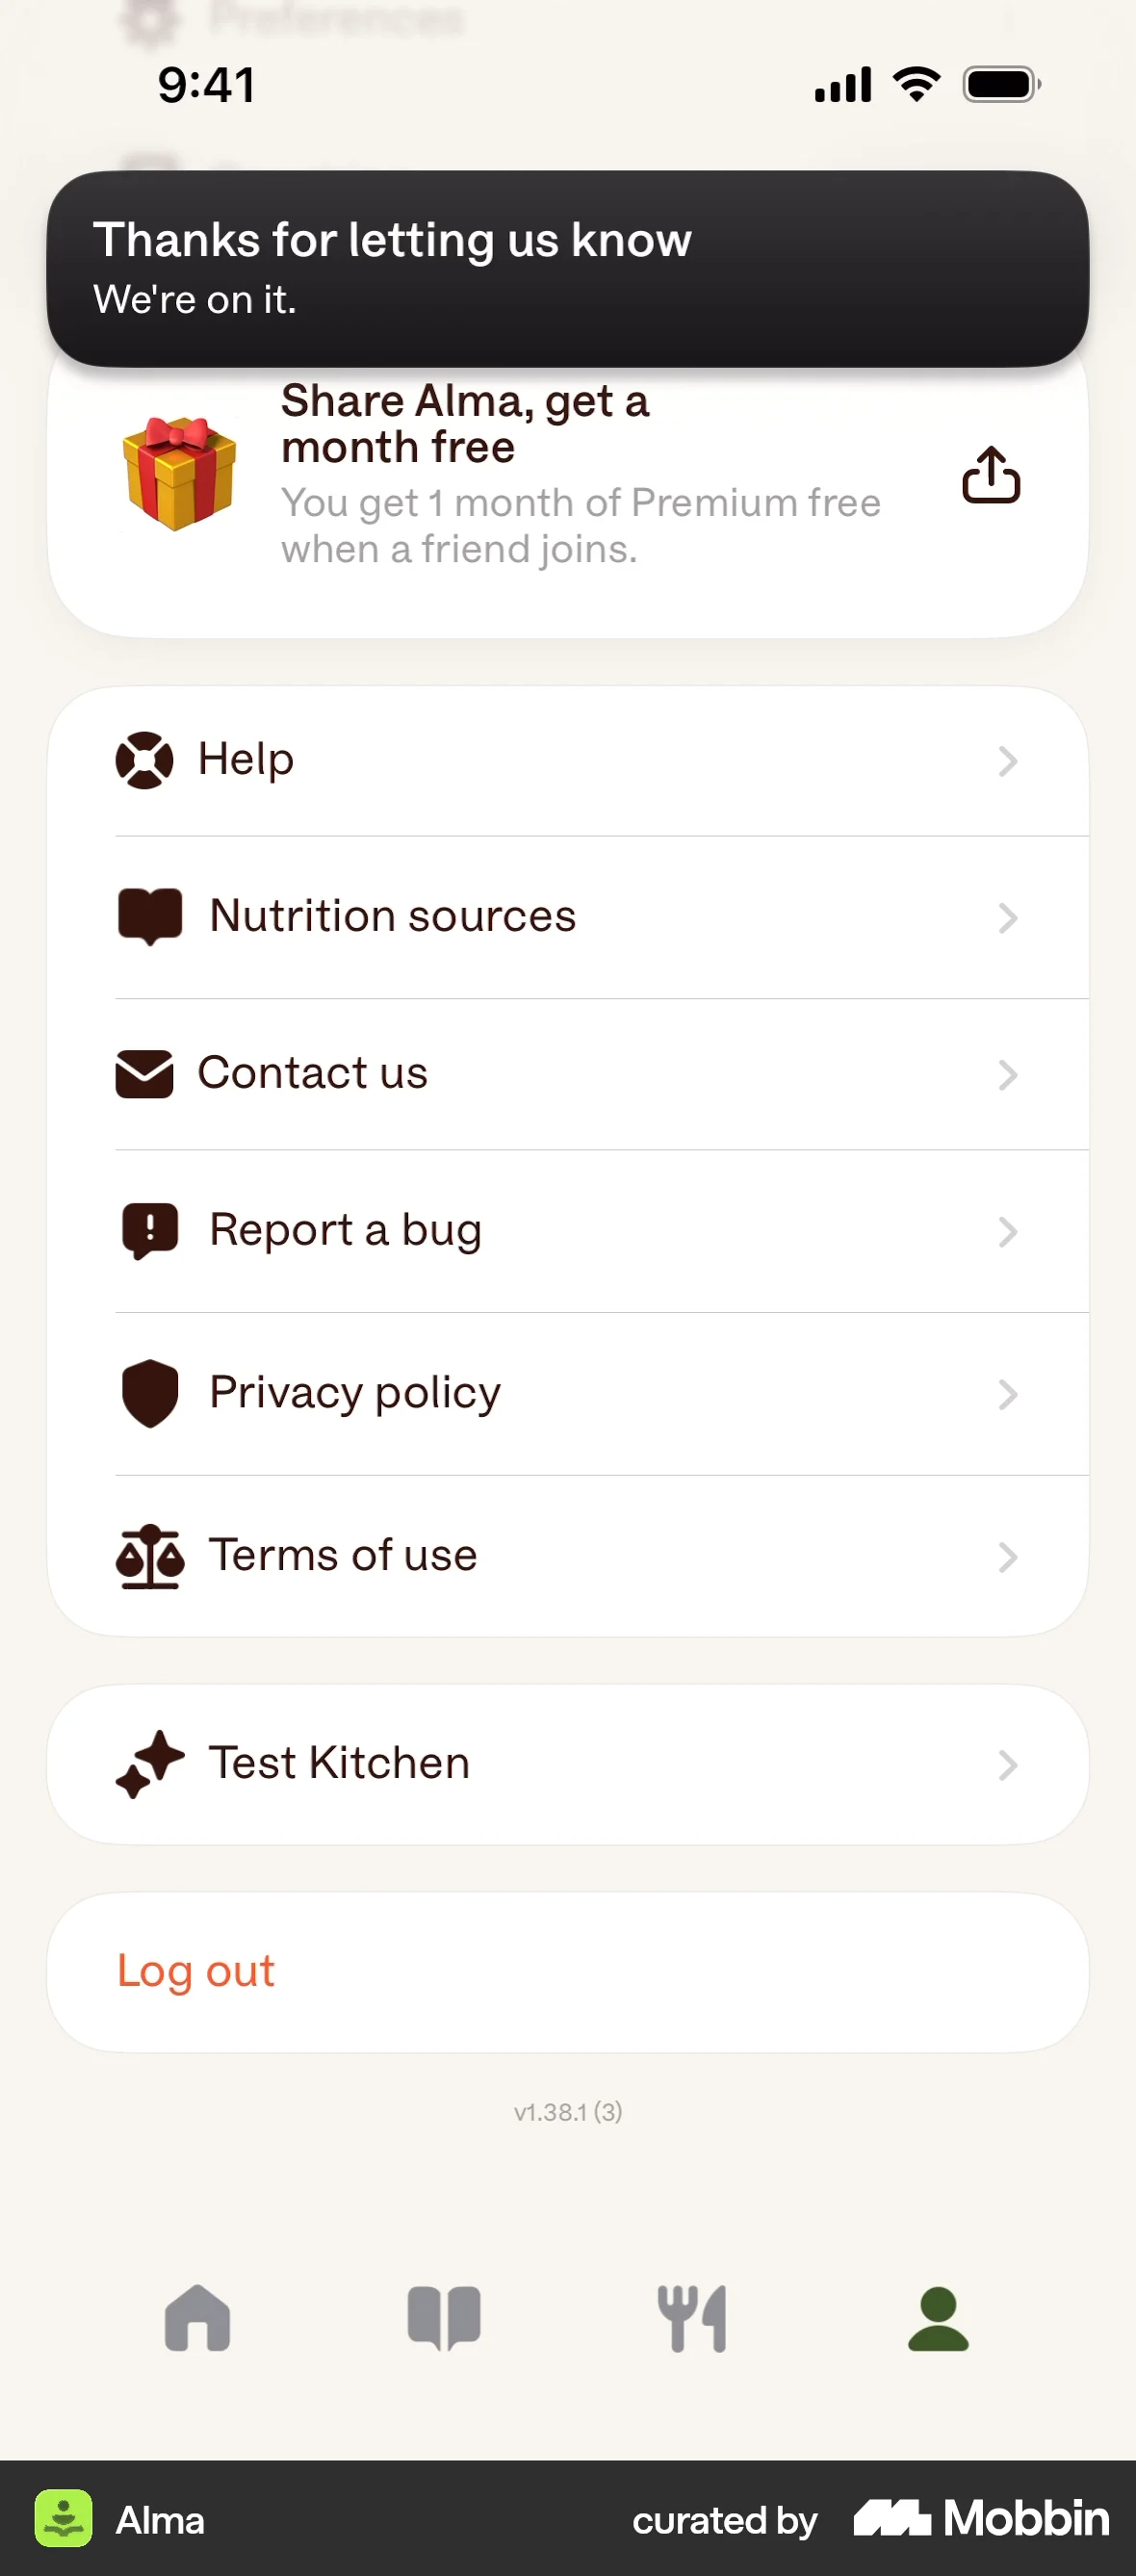 Preferences
9:41
Thanks for letting us know
We're on it.
Share Alma, get a
month free
You get 1 month of Premium free
when a friend joins.
Help
Nutrition sources
Contact us
Report a bug
Privacy policy
Terms of use
Test Kitchen
Log out
v1.38.1 (3)
Alma
curated by Mobbin